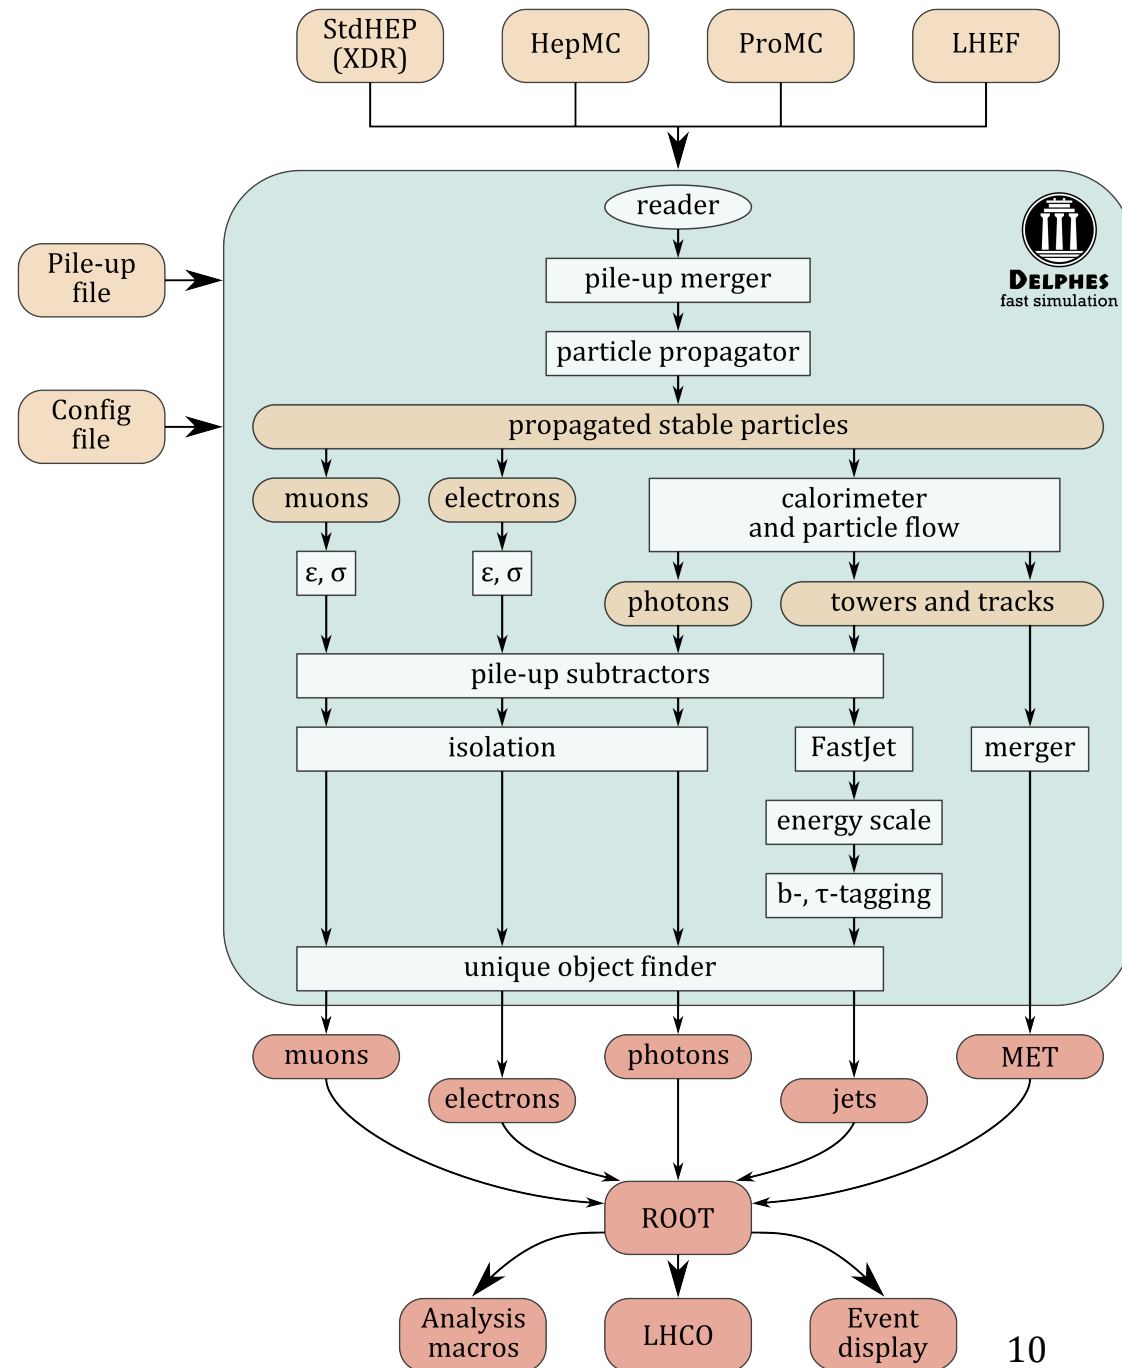 StdHEP
(XDR)
HepMC
ProMC
LHEF
reader
DELPHES
fast simulation
Pile-up
file
pile-up merger
particle propagator
Config
file
propagated stable particles
muons
electrons
calorimeter
and particle flow
ε, σ
ε, σ
photons
towers and tracks
pile-up subtractors
isolation
FastJet
merger
energy scale
b-, τ-tagging
unique object finder
muons
photons
MET
electrons
jets
ROOT
Analysis
macros
LHCO
Event
display
10